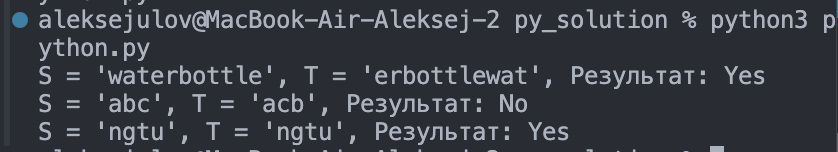 aleksejulov@MacBook-Air-Aleksej-2 py_solution % python3 p
ython.py
S = 'waterbottle', T = 'erbottlewat', Результат: Yes
S = 'abc', T = 'acb', Результат: No
S = 'ngtu', T = 'ngtu', Результат: Yes